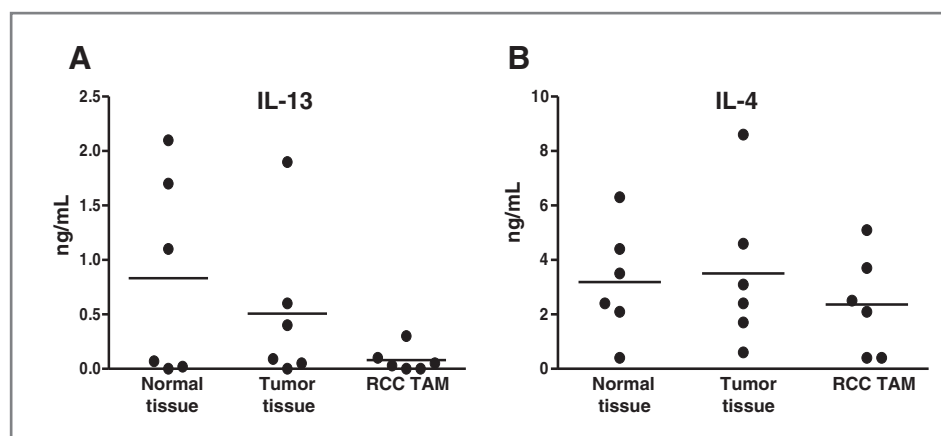 A
IL-13
ng/mL
2.5
2.0
1.5
1.0
0.5
0.0
Normal
tissue
Tumor
tissue
RCC TAM
B
IL-4
ng/mL
10
8
6
4
2
0
Normal
tissue
Tumor
tissue
RCC TAM